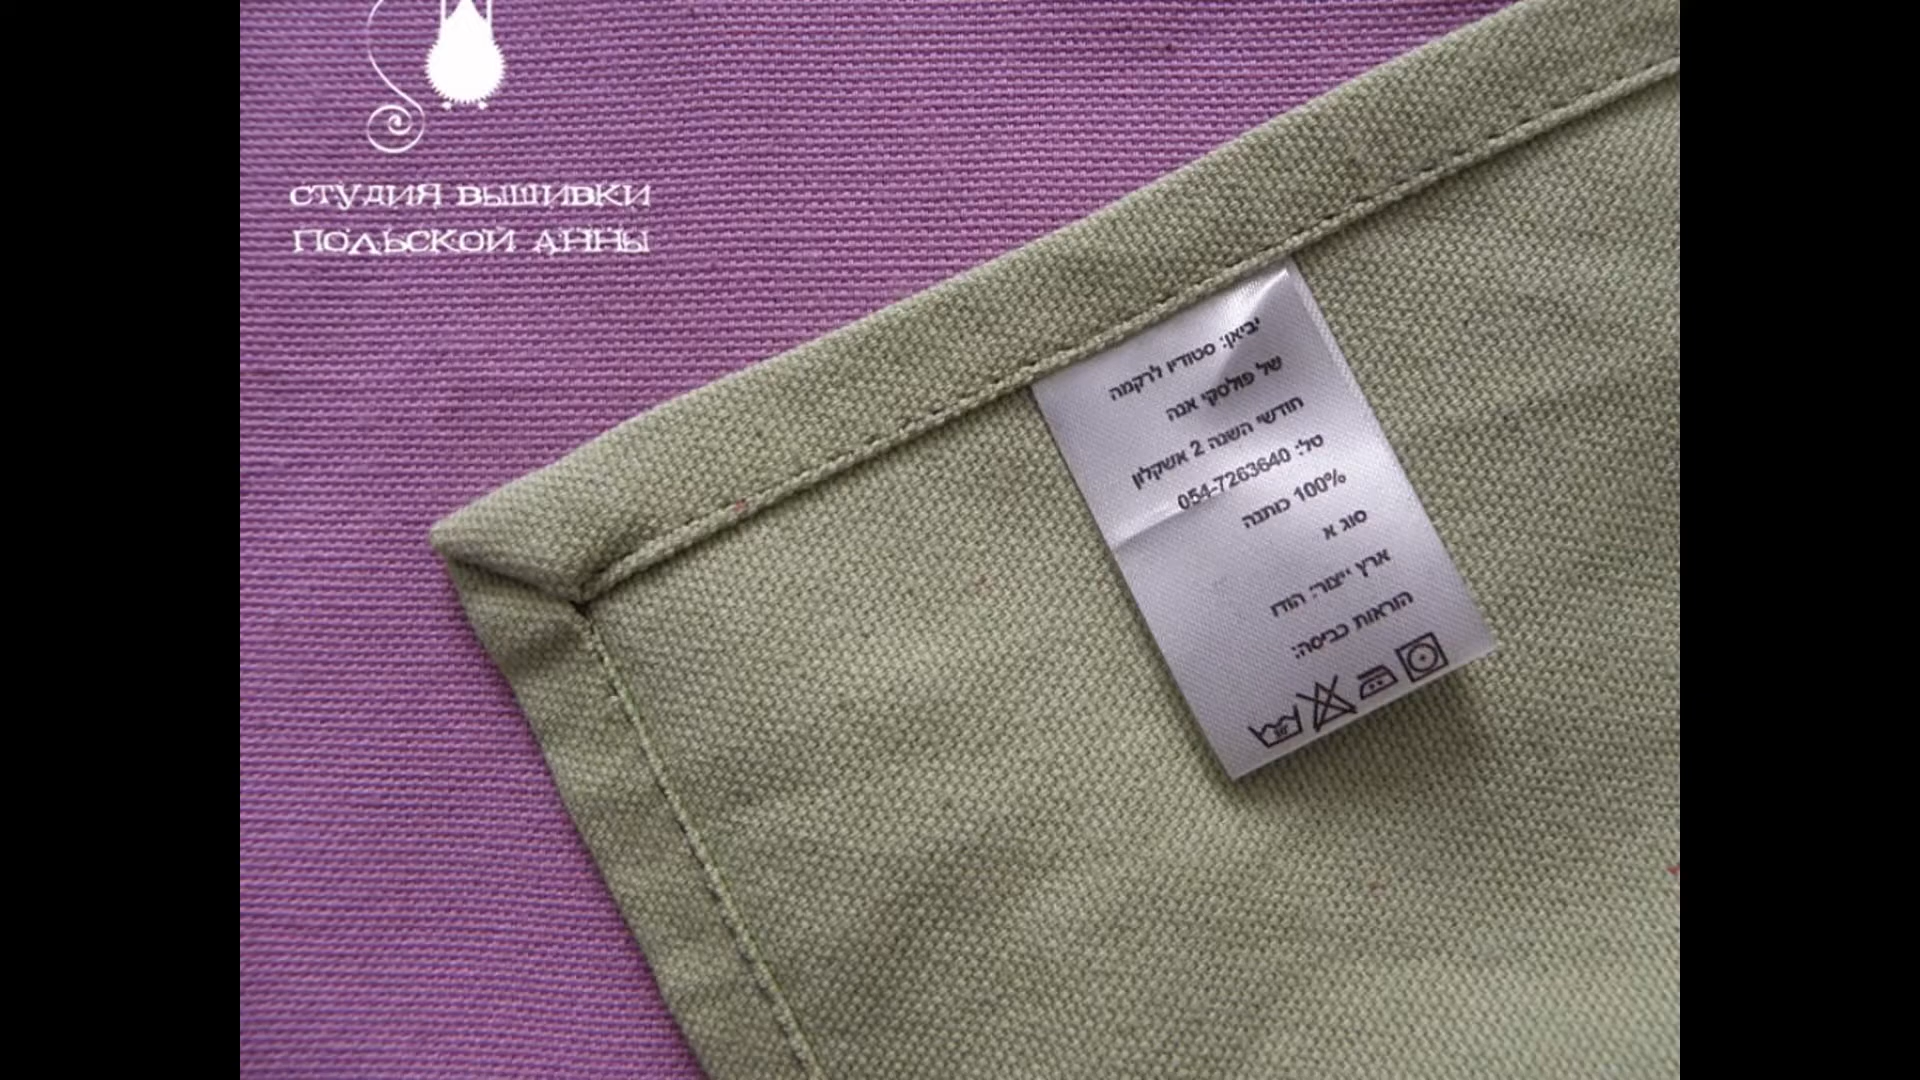 СТУДИЯ ВЫШИВКИ
ПОЛЬСКОЙ АННЫ
יביאן: סטודיו לרקמה
של פולסקי אנה
חודשי השנה 2 אשקלון
טל: 054-7263640
100% כותנה
סוג א
ארץ ייצור: הודו
הוראות כביסה: